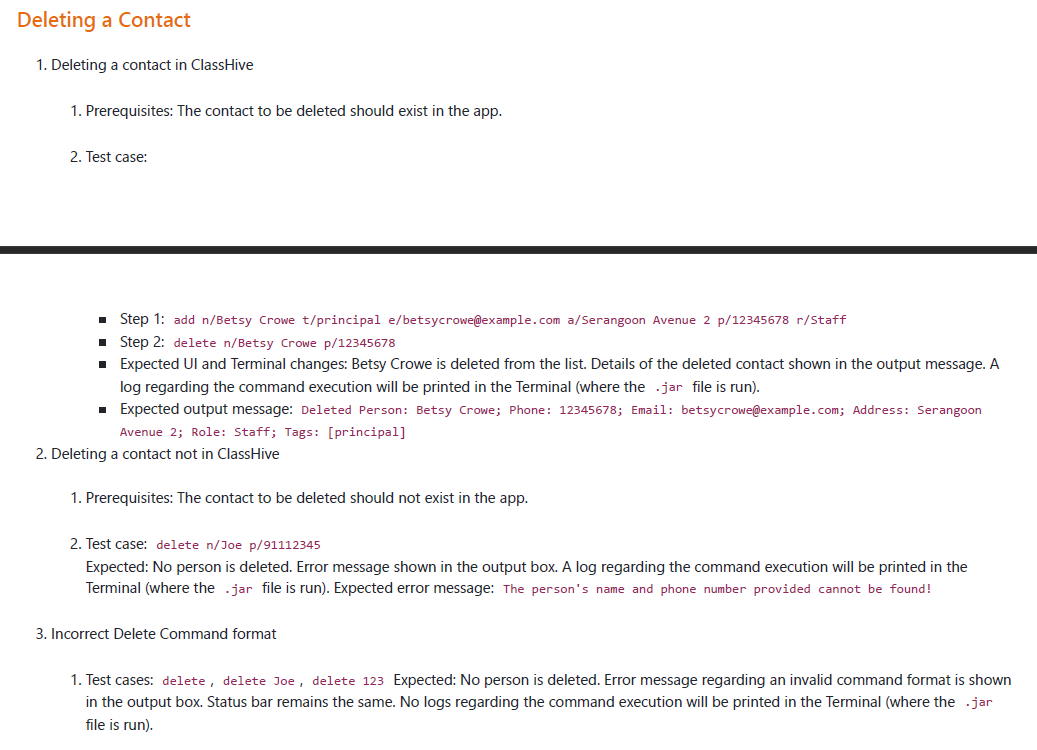 Deleting a Contact
1. Deleting a contact in ClassHive
1. Prerequisites: The contact to be deleted should exist in the app.
2. Test case:
Step 1: add n/Betsy Crowe t/principal e/betsycrowe@example.com a/Serangoon Avenue 2 p/12345678 r/Staff
Step 2: delete n/Betsy Crowe p/12345678
Expected UI and Terminal changes: Betsy Crowe is deleted from the list. Details of the deleted contact shown in the output message. A
log regarding the command execution will be printed in the Terminal (where the .jar file is run).
Expected output message: Deleted Person: Betsy Crowe; Phone: 12345678; Email: betsycrowe@example.com; Address: Serangoon
Avenue 2; Role: Staff; Tags: [principal]
2. Deleting a contact not in ClassHive
1. Prerequisites: The contact to be deleted should not exist in the app.
2. Test case: delete n/Joe p/91112345
Expected: No person is deleted. Error message shown in the output box. A log regarding the command execution will be printed in the
Terminal (where the .jar file is run). Expected error message: The person's name and phone number provided cannot be found!
3. Incorrect Delete Command format
1. Test cases: delete, delete Joe, delete 123 Expected: No person is deleted. Error message regarding an invalid command format is shown
in the output box. Status bar remains the same. No logs regarding the command execution will be printed in the Terminal (where the .jar
file is run).